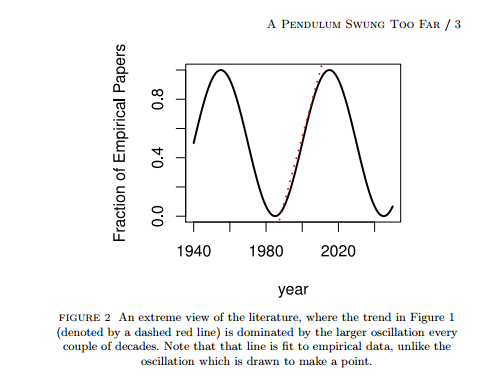 A Pendulum Swung Too Far / 3
Fraction of Empirical Papers
0.8
0.4
0.0
1940 1980 2020
year
FIGURE 2 An extreme view of the literature, where the trend in Figure 1
(denoted by a dashed red line) is dominated by the larger oscillation every
couple of decades. Note that that line is fit to empirical data, unlike the
oscillation which is drawn to make a point.